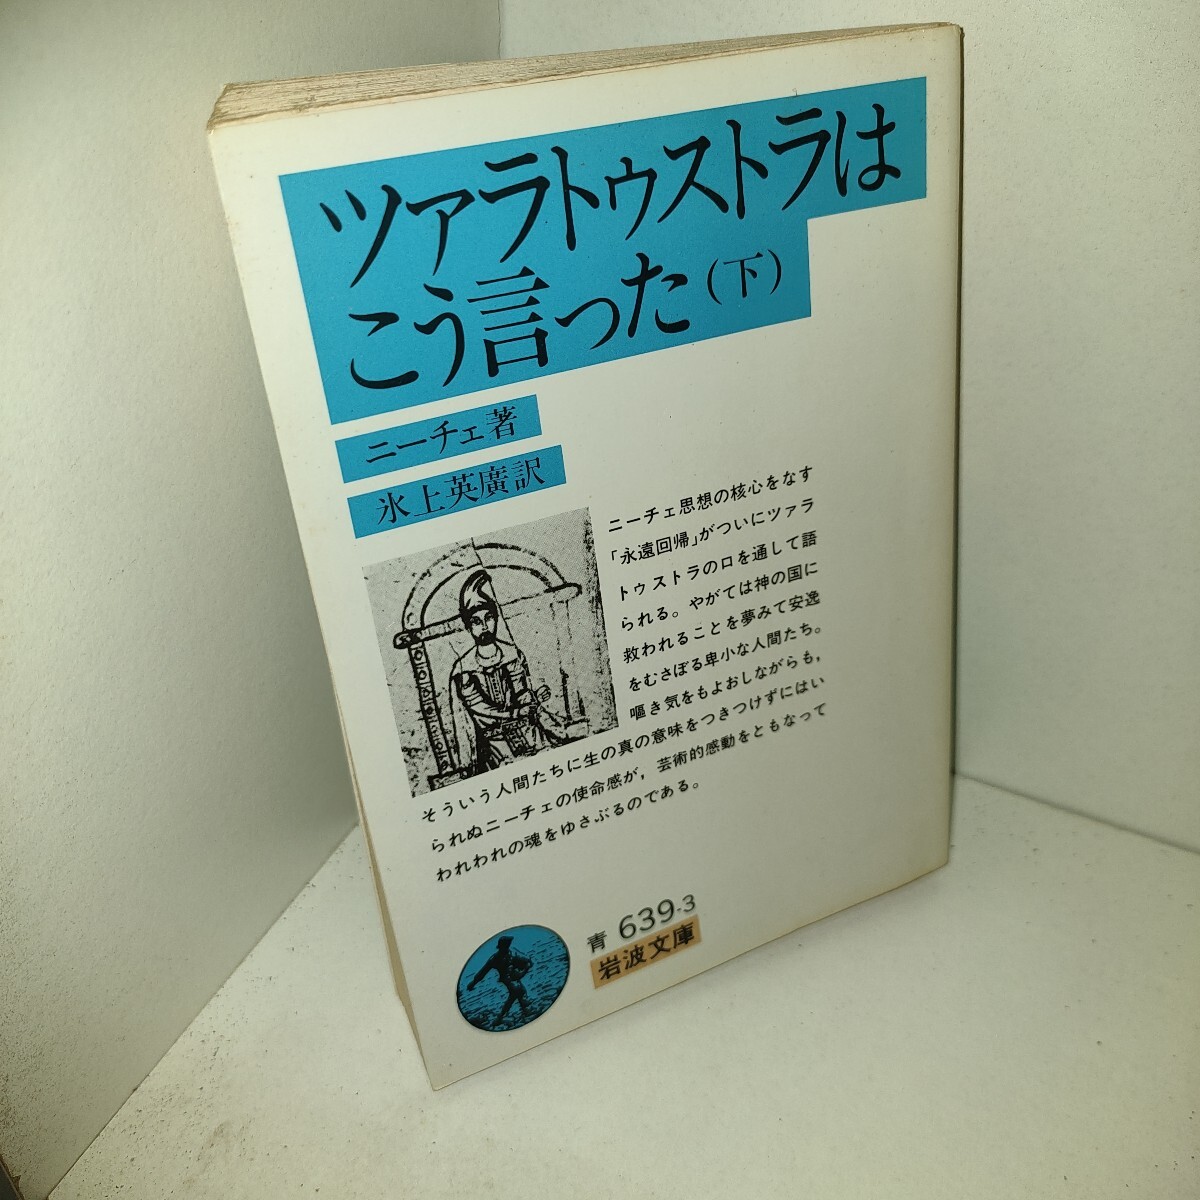 ツァラトゥストラは
こう言った(下)
ニーチェ著
氷上英廣訳
ニーチェ思想の核心をなす
「永遠回帰」がついにツァラ
トゥストラの口を通して語
られる。やがては神の国に
救われることを夢みて安逸
をむさぼる卑小な人間たち。
嘔き気をもよおしながらも,
そういう人間たちに生の真の意味をつきつけずにはい
られぬニーチェの使命感が,芸術的感動をともなって
われわれの魂をゆさぶるのである。
青 639-3
岩波文庫